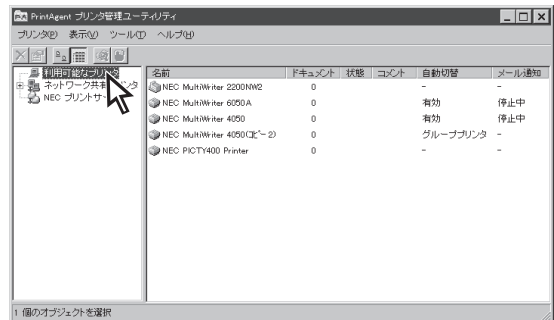 PrintAgent プリンタ管理ユーティリティ
プリンタ(P) 表示(V) ツール(T) ヘルプ(H)
利用可能なプリンタ
ネットワーク共有プリンタ
NEC プリントサ
名前 ドキュメント 状態 コメント 自動切替 メール通知
NEC MultiWriter 2200NW2 0 - -
NEC MultiWriter 6050A 0 有効 停止中
NEC MultiWriter 4050 0 有効 停止中
NEC MultiWriter 4050(コピー 2) 0 グループプリンタ -
NEC PICTY400 Printer 0 - -
1 個のオブジェクトを選択